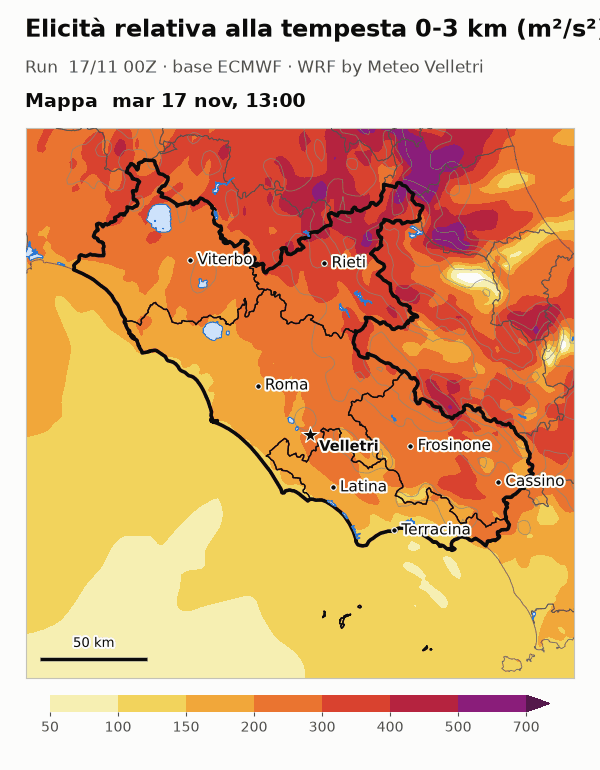 Elicità relativa alla tempesta 0-3 km (m²/s²)
Run  17/11 00Z · base ECMWF · WRF by Meteo Velletri
Mappa  mar 17 nov, 13:00
Viterbo
Rieti
Roma
Velletri
Frosinone
Latina
Cassino
Terracina
50 km
50 100 150 200 300 400 500 700